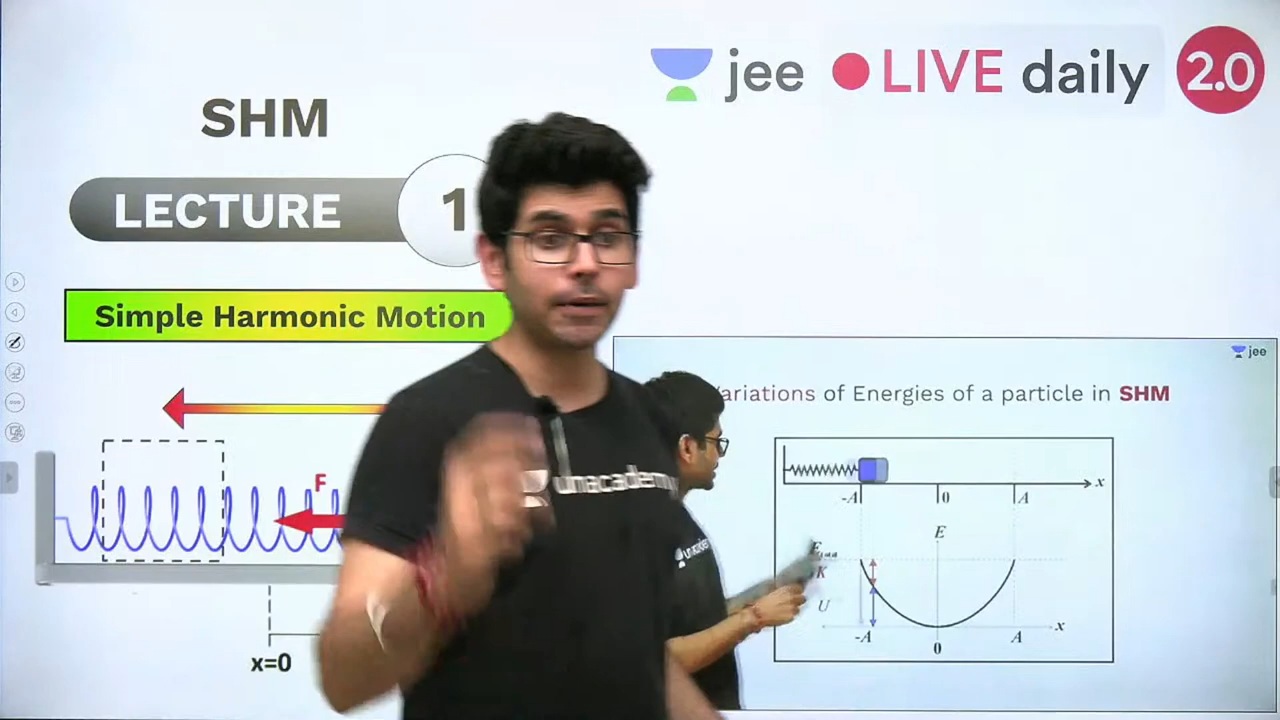 jee LIVE daily 2.0
SHM
LECTURE 1
Simple Harmonic Motion
F
x=0
unacademy
jee
ariations of Energies of a particle in SHM
-A 0 A x
E
K
U
-A 0 A x